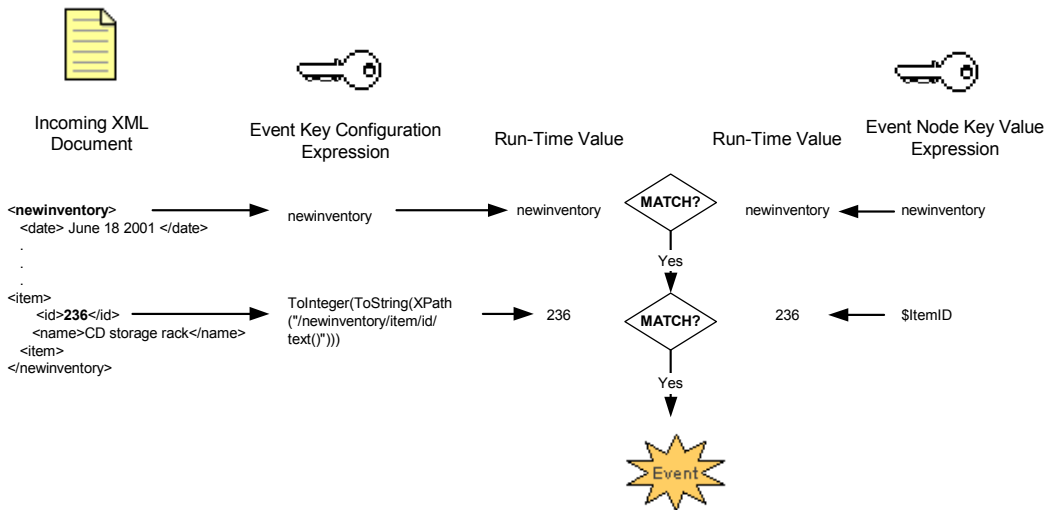 Incoming XML
Document
Event Key Configuration
Expression
Run-Time Value
Run-Time Value
Event Node Key Value
Expression
<newinventory>
<date> June 18 2001 </date>
.
.
.
<item>
<id>236</id>
<name>CD storage rack</name>
<item>
</newinventory>
newinventory
newinventory
MATCH?
newinventory
newinventory
Yes
ToInteger(ToString(XPath
("/newinventory/item/id/
text()")))
236
MATCH?
236
$ItemID
Yes
Event